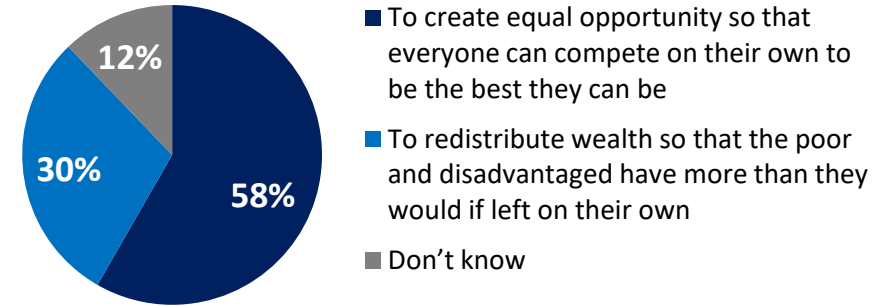 To create equal opportunity so that
everyone can compete on their own to
be the best they can be
To redistribute wealth so that the poor
and disadvantaged have more than they
would if left on their own
Don’t know
12%
30%
58%